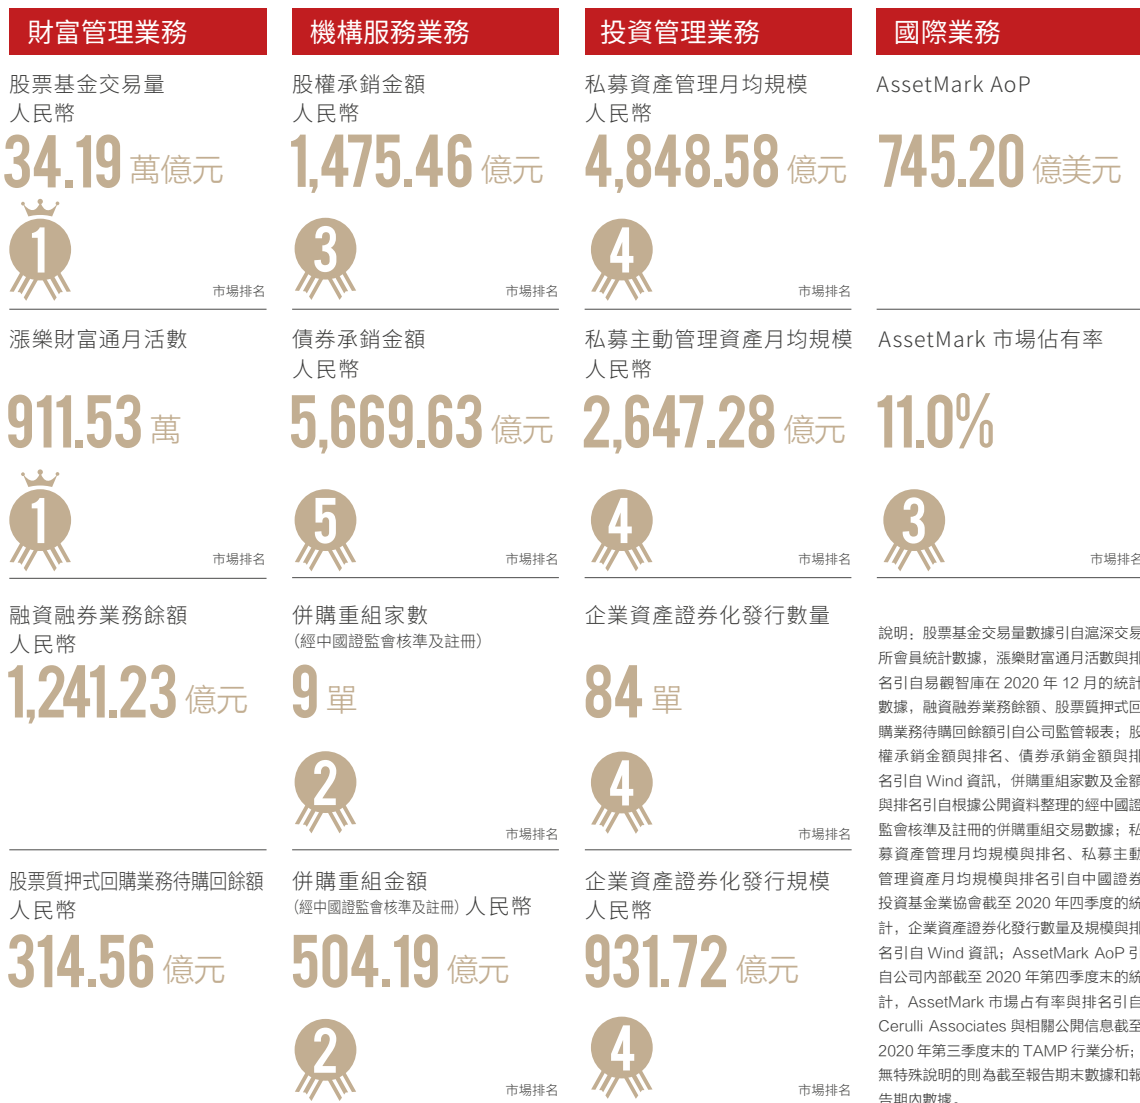 財富管理業務
股票基金交易量
人民幣
34.19 萬億元
1
市場排名
漲樂財富通月活數
911.53 萬
1
市場排名
融資融券業務餘額
人民幣
1,241.23 億元
股票質押式回購業務待購回餘額
人民幣
314.56 億元
機構服務業務
股權承銷金額
人民幣
1,475.46 億元
3
市場排名
債券承銷金額
人民幣
5,669.63 億元
5
市場排名
併購重組家數
(經中國證監會核準及註冊)
9 單
2
市場排名
併購重組金額
(經中國證監會核準及註冊) 人民幣
504.19 億元
2
市場排名
投資管理業務
私募資產管理月均規模
人民幣
4,848.58 億元
4
市場排名
私募主動管理資產月均規模
人民幣
2,647.28 億元
4
市場排名
企業資產證券化發行數量
84 單
4
市場排名
企業資產證券化發行規模
人民幣
931.72 億元
4
市場排名
國際業務
AssetMark AoP
745.20 億美元
AssetMark 市場佔有率
11.0%
3
市場排名
說明：股票基金交易量數據引自滬深交易
所會員統計數據，漲樂財富通月活數與排
名引自易觀智庫在 2020 年 12 月的統計
數據，融資融券業務餘額、股票質押式回
購業務待購回餘額引自公司監管報表；股
權承銷金額與排名、債券承銷金額與排
名引自 Wind 資訊，併購重組家數及金額
與排名引自根據公開資料整理的經中國證
監會核準及註冊的併購重組交易數據；私
募資產管理月均規模與排名、私募主動
管理資產月均規模與排名引自中國證券
投資基金業協會截至 2020 年四季度的統
計，企業資產證券化發行數量及規模與排
名引自 Wind 資訊；AssetMark AoP 引
自公司內部截至 2020 年第四季度末的統
計，AssetMark 市場占有率與排名引自
Cerulli Associates 與相關公開信息截至
2020 年第三季度末的 TAMP 行業分析；
無特殊說明的則為截至報告期末數據和報
告期內數據。